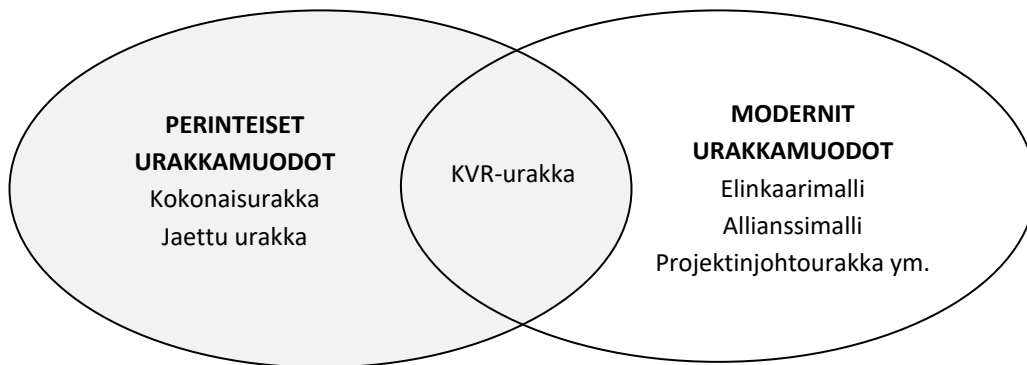 PERINTEISET
URAKKAMUODOT
Kokonaisurakka
Jaettu urakka
KVR-urakka
MODERNIT
URAKKAMUODOT
Elinkaarimalli
Allianssimalli
Projektinjohtourakka ym.